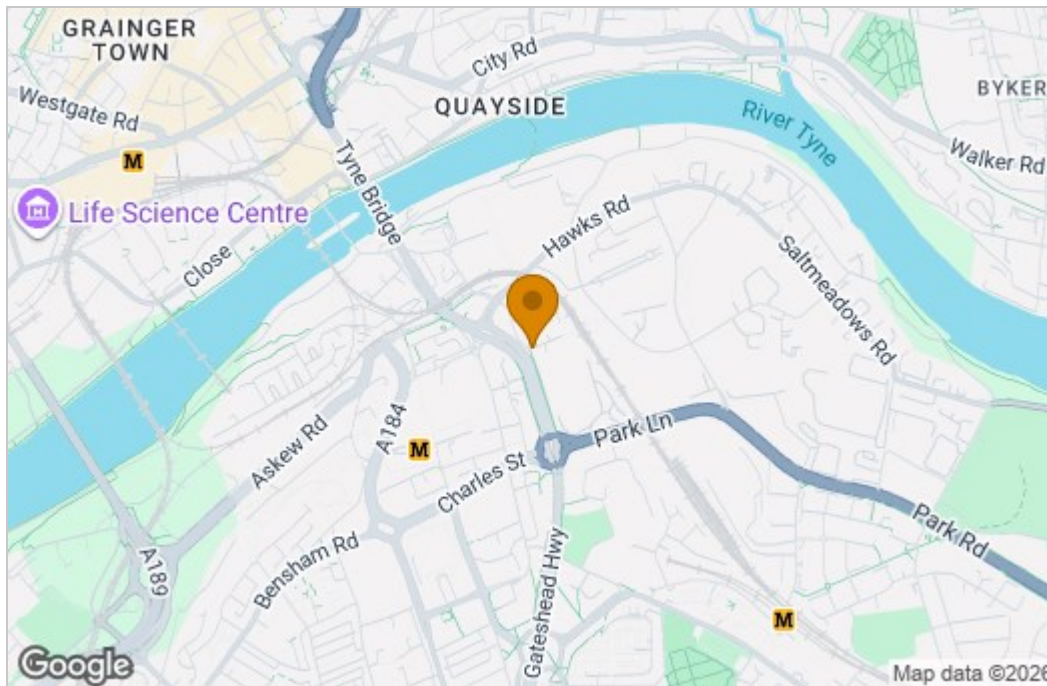 GRAINGER
TOWN
City Rd
QUAYSIDE
BYKER
Westgate Rd
River Tyne
Walker Rd
M
Tyne Bridge
Life Science Centre
Hawks Rd
Close
Saltmeadows Rd
Askew Rd
A184
M
Park Ln
Charles St
Bensham Rd
Park Rd
A189
Gateshead Hwy
M
Google
Map data ©2026